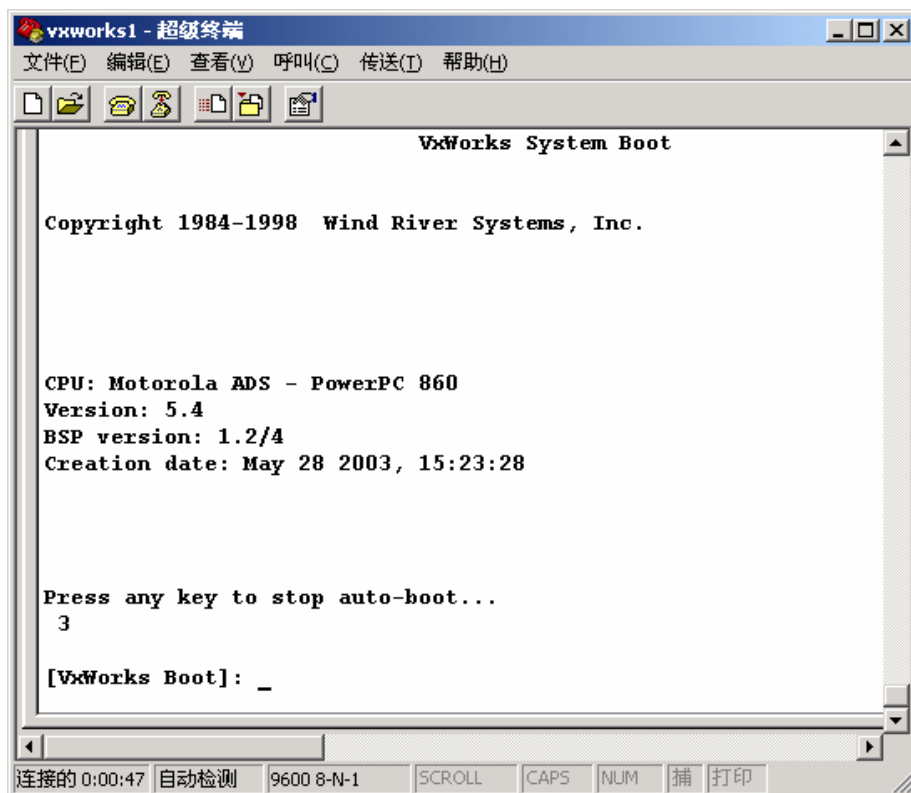 vxworks1 - 超级终端
文件(F) 编辑(E) 查看(V) 呼叫(C) 传送(T) 帮助(H)
VxWorks System Boot
Copyright 1984-1998 Wind River Systems, Inc.
CPU: Motorola ADS - PowerPC 860
Version: 5.4
BSP version: 1.2/4
Creation date: May 28 2003, 15:23:28
Press any key to stop auto-boot...
3
[VxWorks Boot]: _
连接的 0:00:47 自动检测 9600 8-N-1 SCROLL CAPS NUM 捕 打印